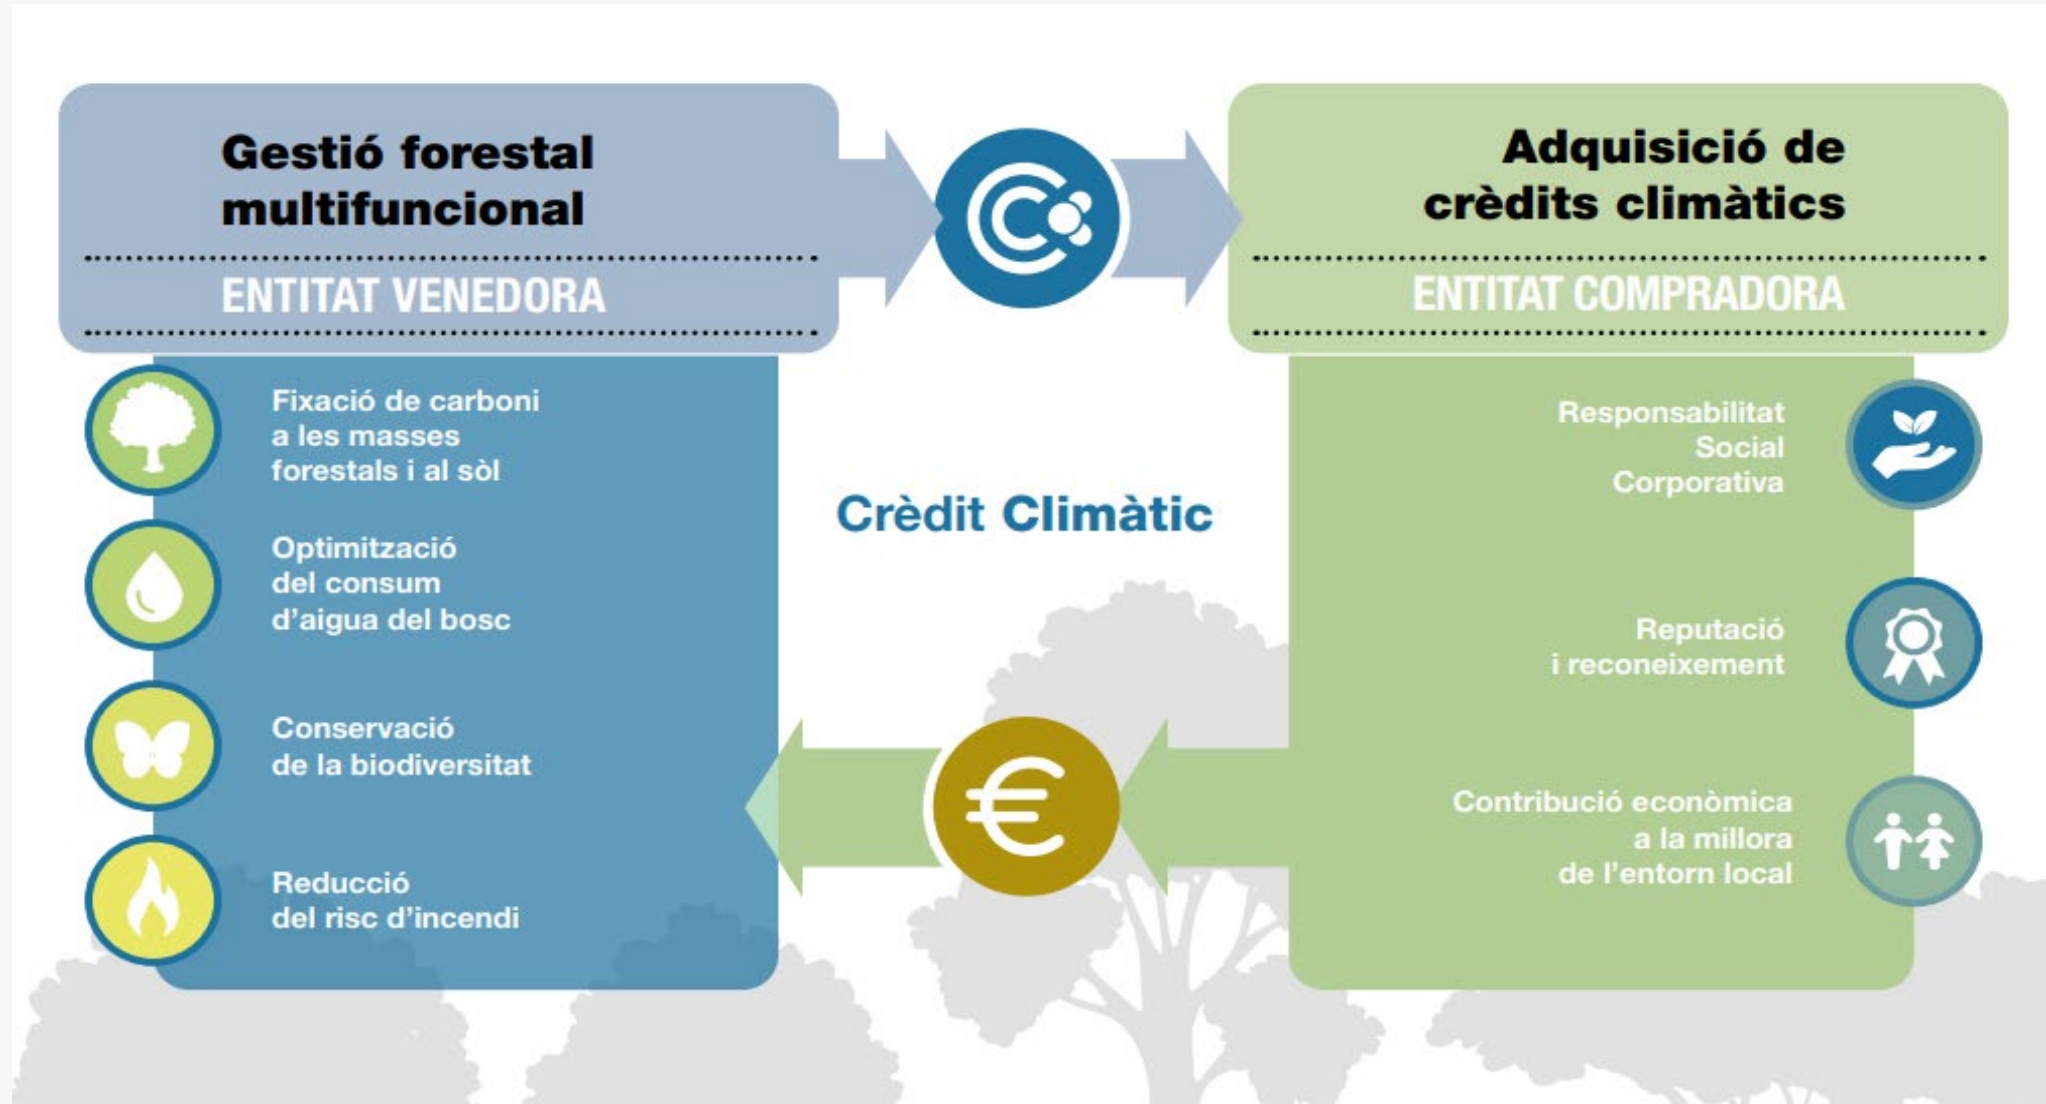 Gestió forestal
multifuncional
ENTITAT VENEDORA
Fixació de carboni
a les masses
forestals i al sòl
Optimització
del consum
d'aigua del bosc
Conservació
de la biodiversitat
Reducció
del risc d'incendi
Crèdit Climàtic
€
Adquisició de
crèdits climàtics
ENTITAT COMPRADORA
Responsabilitat
Social
Corporativa
Reputació
i reconeixement
Contribució econòmica
a la millora
de l'entorn local